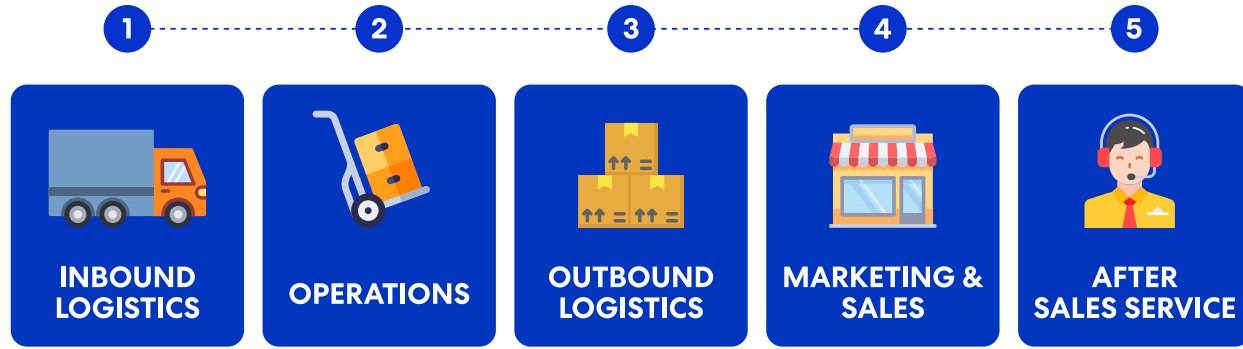 1
2
3
4
5
INBOUND
LOGISTICS
OPERATIONS
OUTBOUND
LOGISTICS
MARKETING &
SALES
AFTER
SALES SERVICE